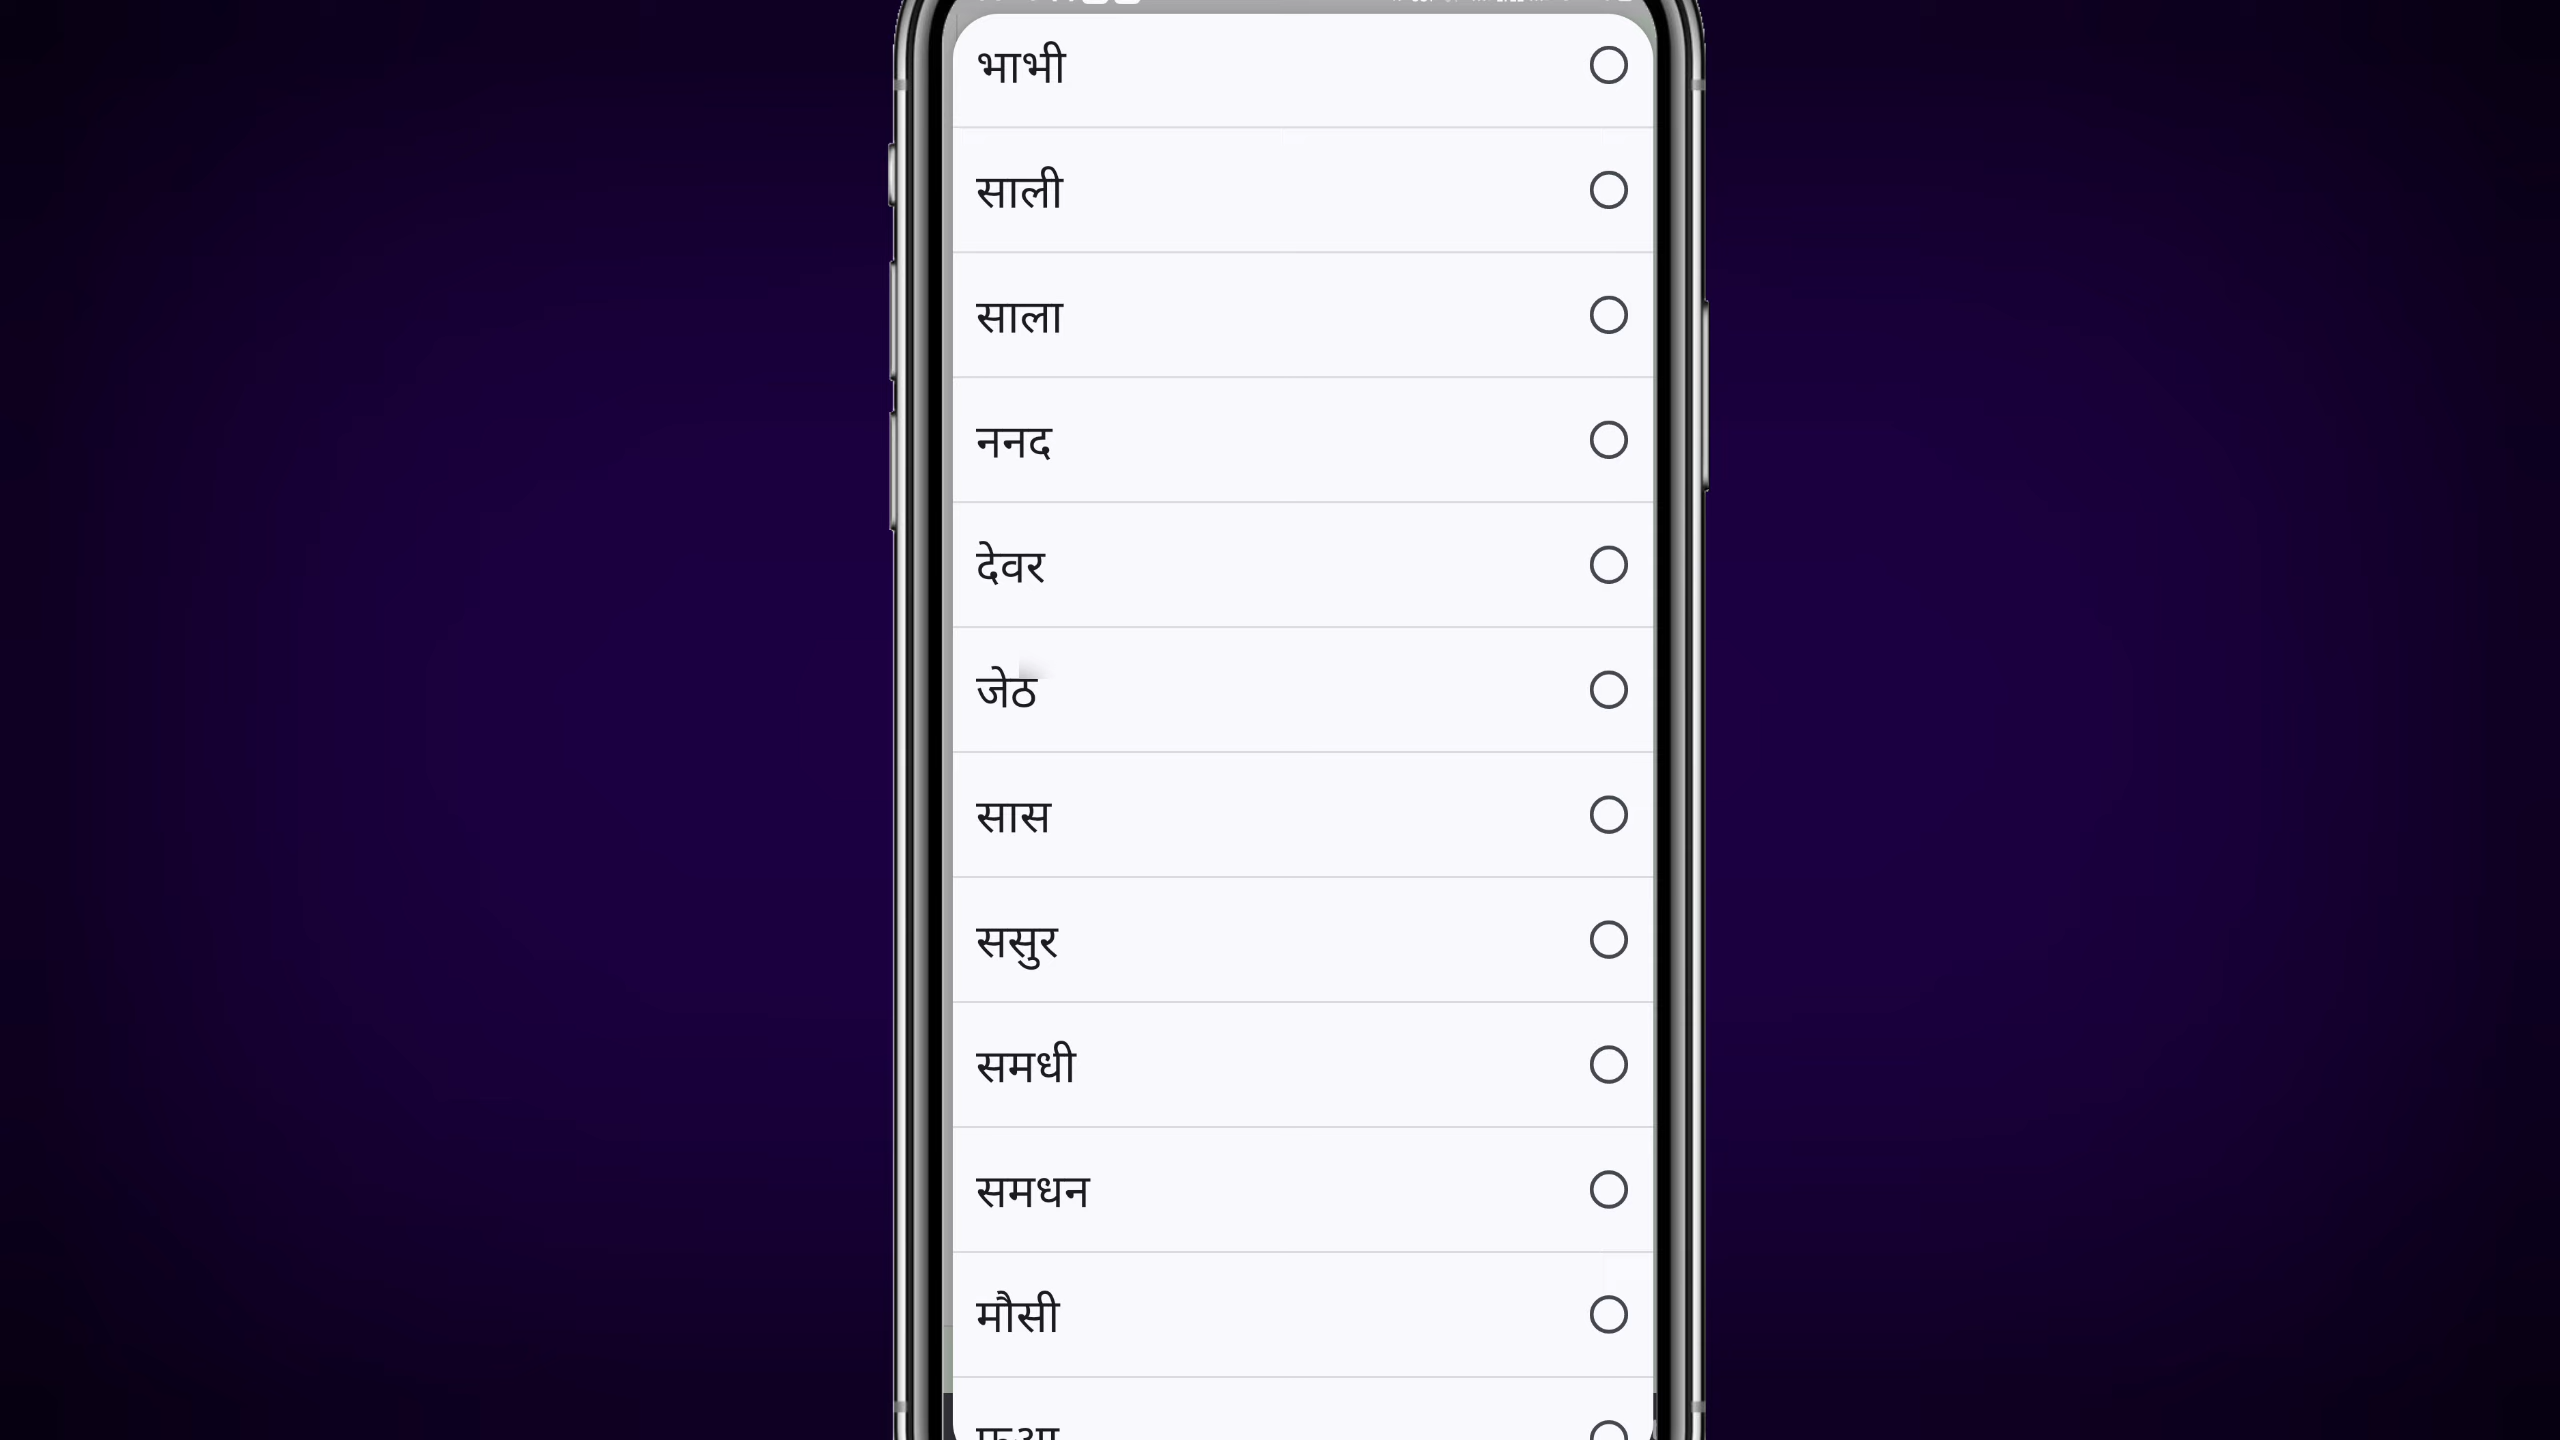 भाभी
साली
साला
ननद
देवर
जेठ
सास
ससुर
समधी
समधन
मौसी